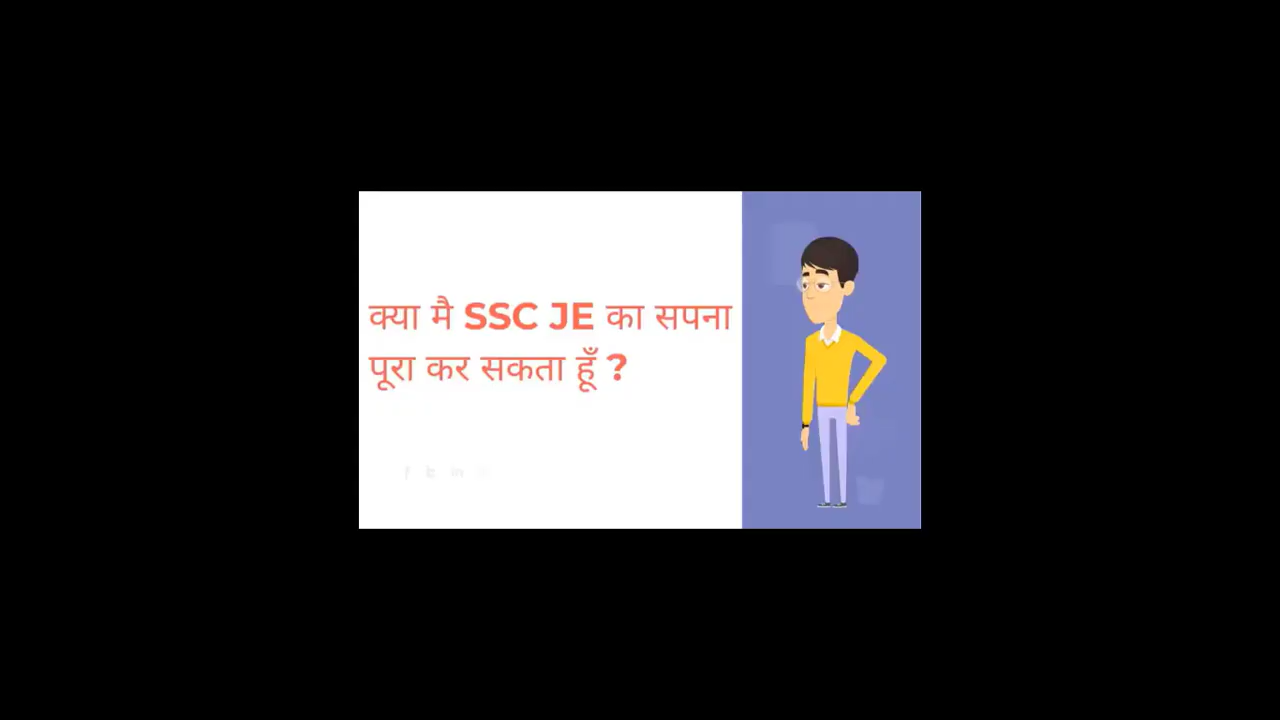 क्या मै SSC JE का सपना
पूरा कर सकता हूँ ?